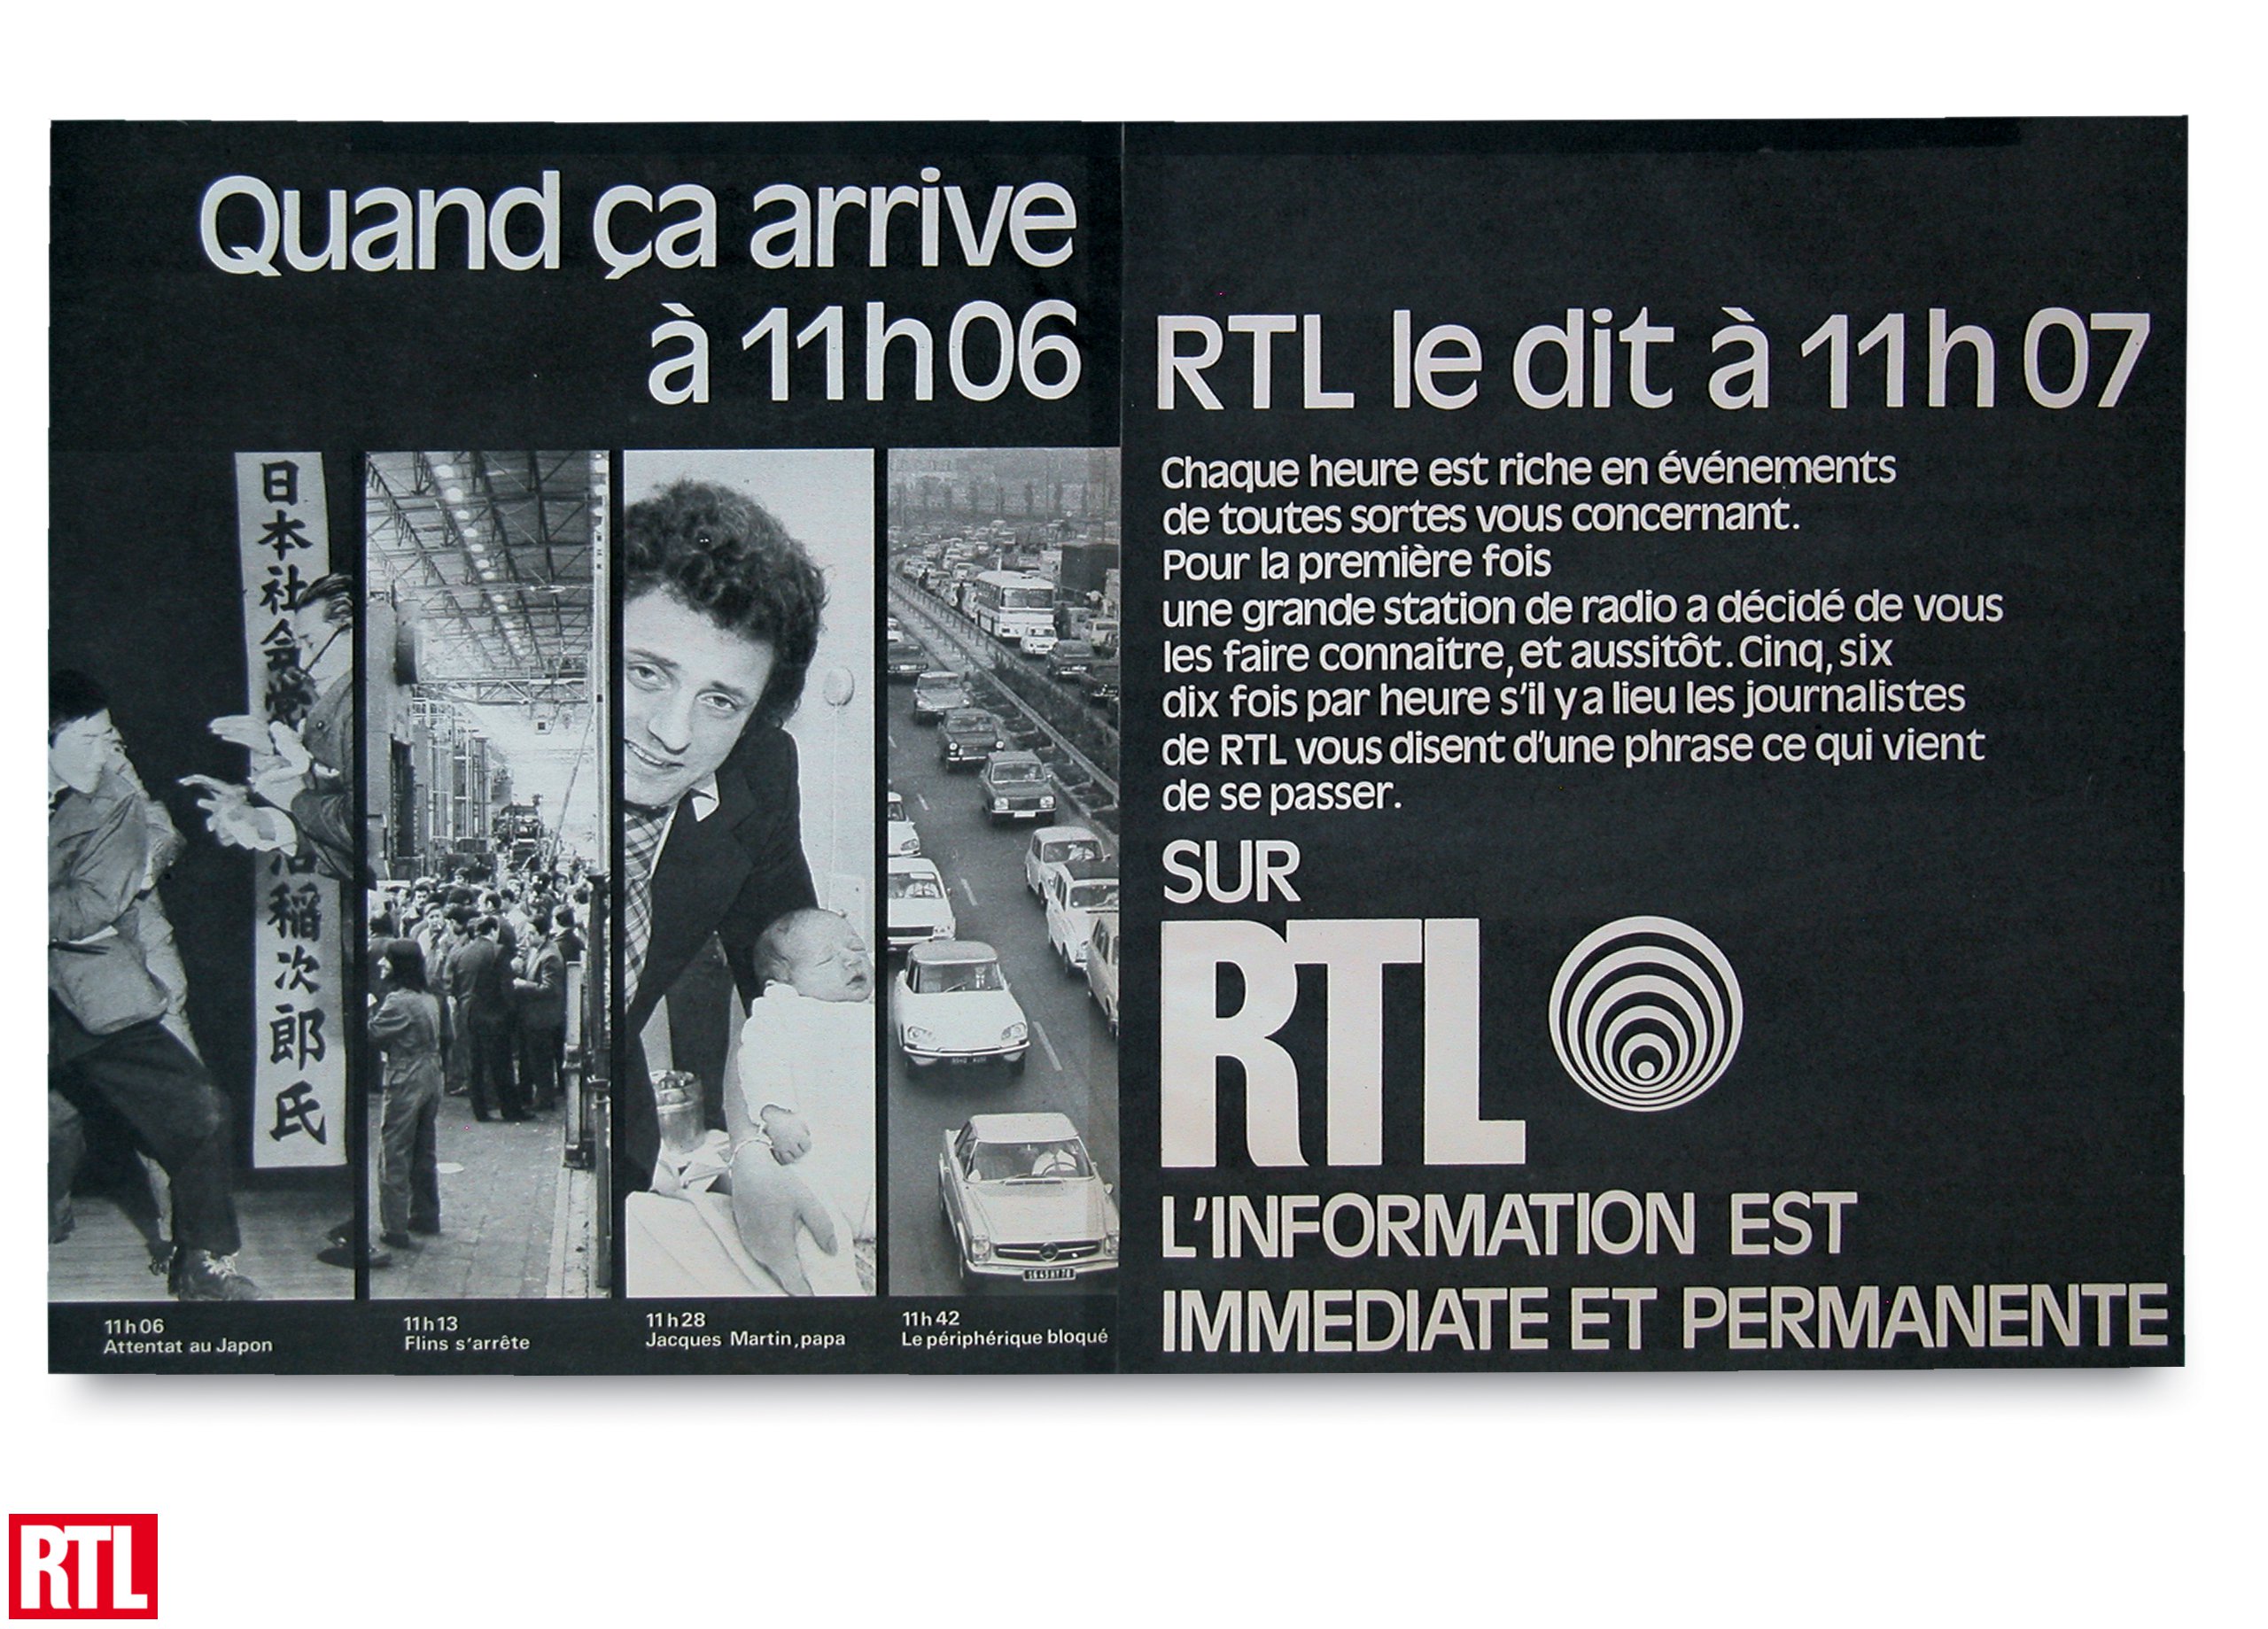 Quand ça arrive
à 11h06
日本社会党 沼稲次郎氏
11h06
Attentat au Japon
11h13
Flins s'arrête
11h28
Jacques Martin, papa
11h42
Le périphérique bloqué
RTL le dit à 11h07
Chaque heure est riche en événements
de toutes sortes vous concernant.
Pour la première fois
une grande station de radio a décidé de vous
les faire connaitre, et aussitôt. Cinq, six
dix fois par heure s'il y a lieu les journalistes
de RTL vous disent d'une phrase ce qui vient
de se passer.
SUR
RTL
L'INFORMATION EST
IMMEDIATE ET PERMANENTE
RTL